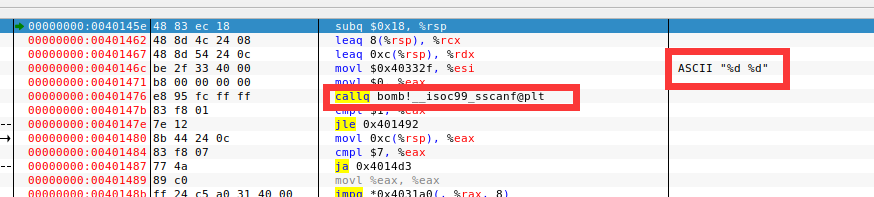 00000000:0040145e 48 83 ec 18 subq $0x18, %rsp
00000000:00401462 48 8d 4c 24 08 leaq 8(%rsp), %rcx
00000000:00401467 48 8d 54 24 0c leaq 0xc(%rsp), %rdx
00000000:0040146c be 2f 33 40 00 movl $0x40332f, %esi ASCII "%d %d"
00000000:00401471 b8 00 00 00 00 movl $0, %eax
00000000:00401476 e8 95 fc ff ff callq bomb!__isoc99_sscanf@plt
00000000:0040147b 83 f8 01 cmpl $1, %eax
00000000:0040147e 7e 12 jle 0x401492
00000000:00401480 8b 44 24 0c movl 0xc(%rsp), %eax
00000000:00401484 83 f8 07 cmpl $7, %eax
00000000:00401487 77 4a ja 0x4014d3
00000000:00401489 89 c0 movl %eax, %eax
00000000:0040148b ff 24 c5 a0 31 40 00 jmpq *0x4031a0(, %rax, 8)